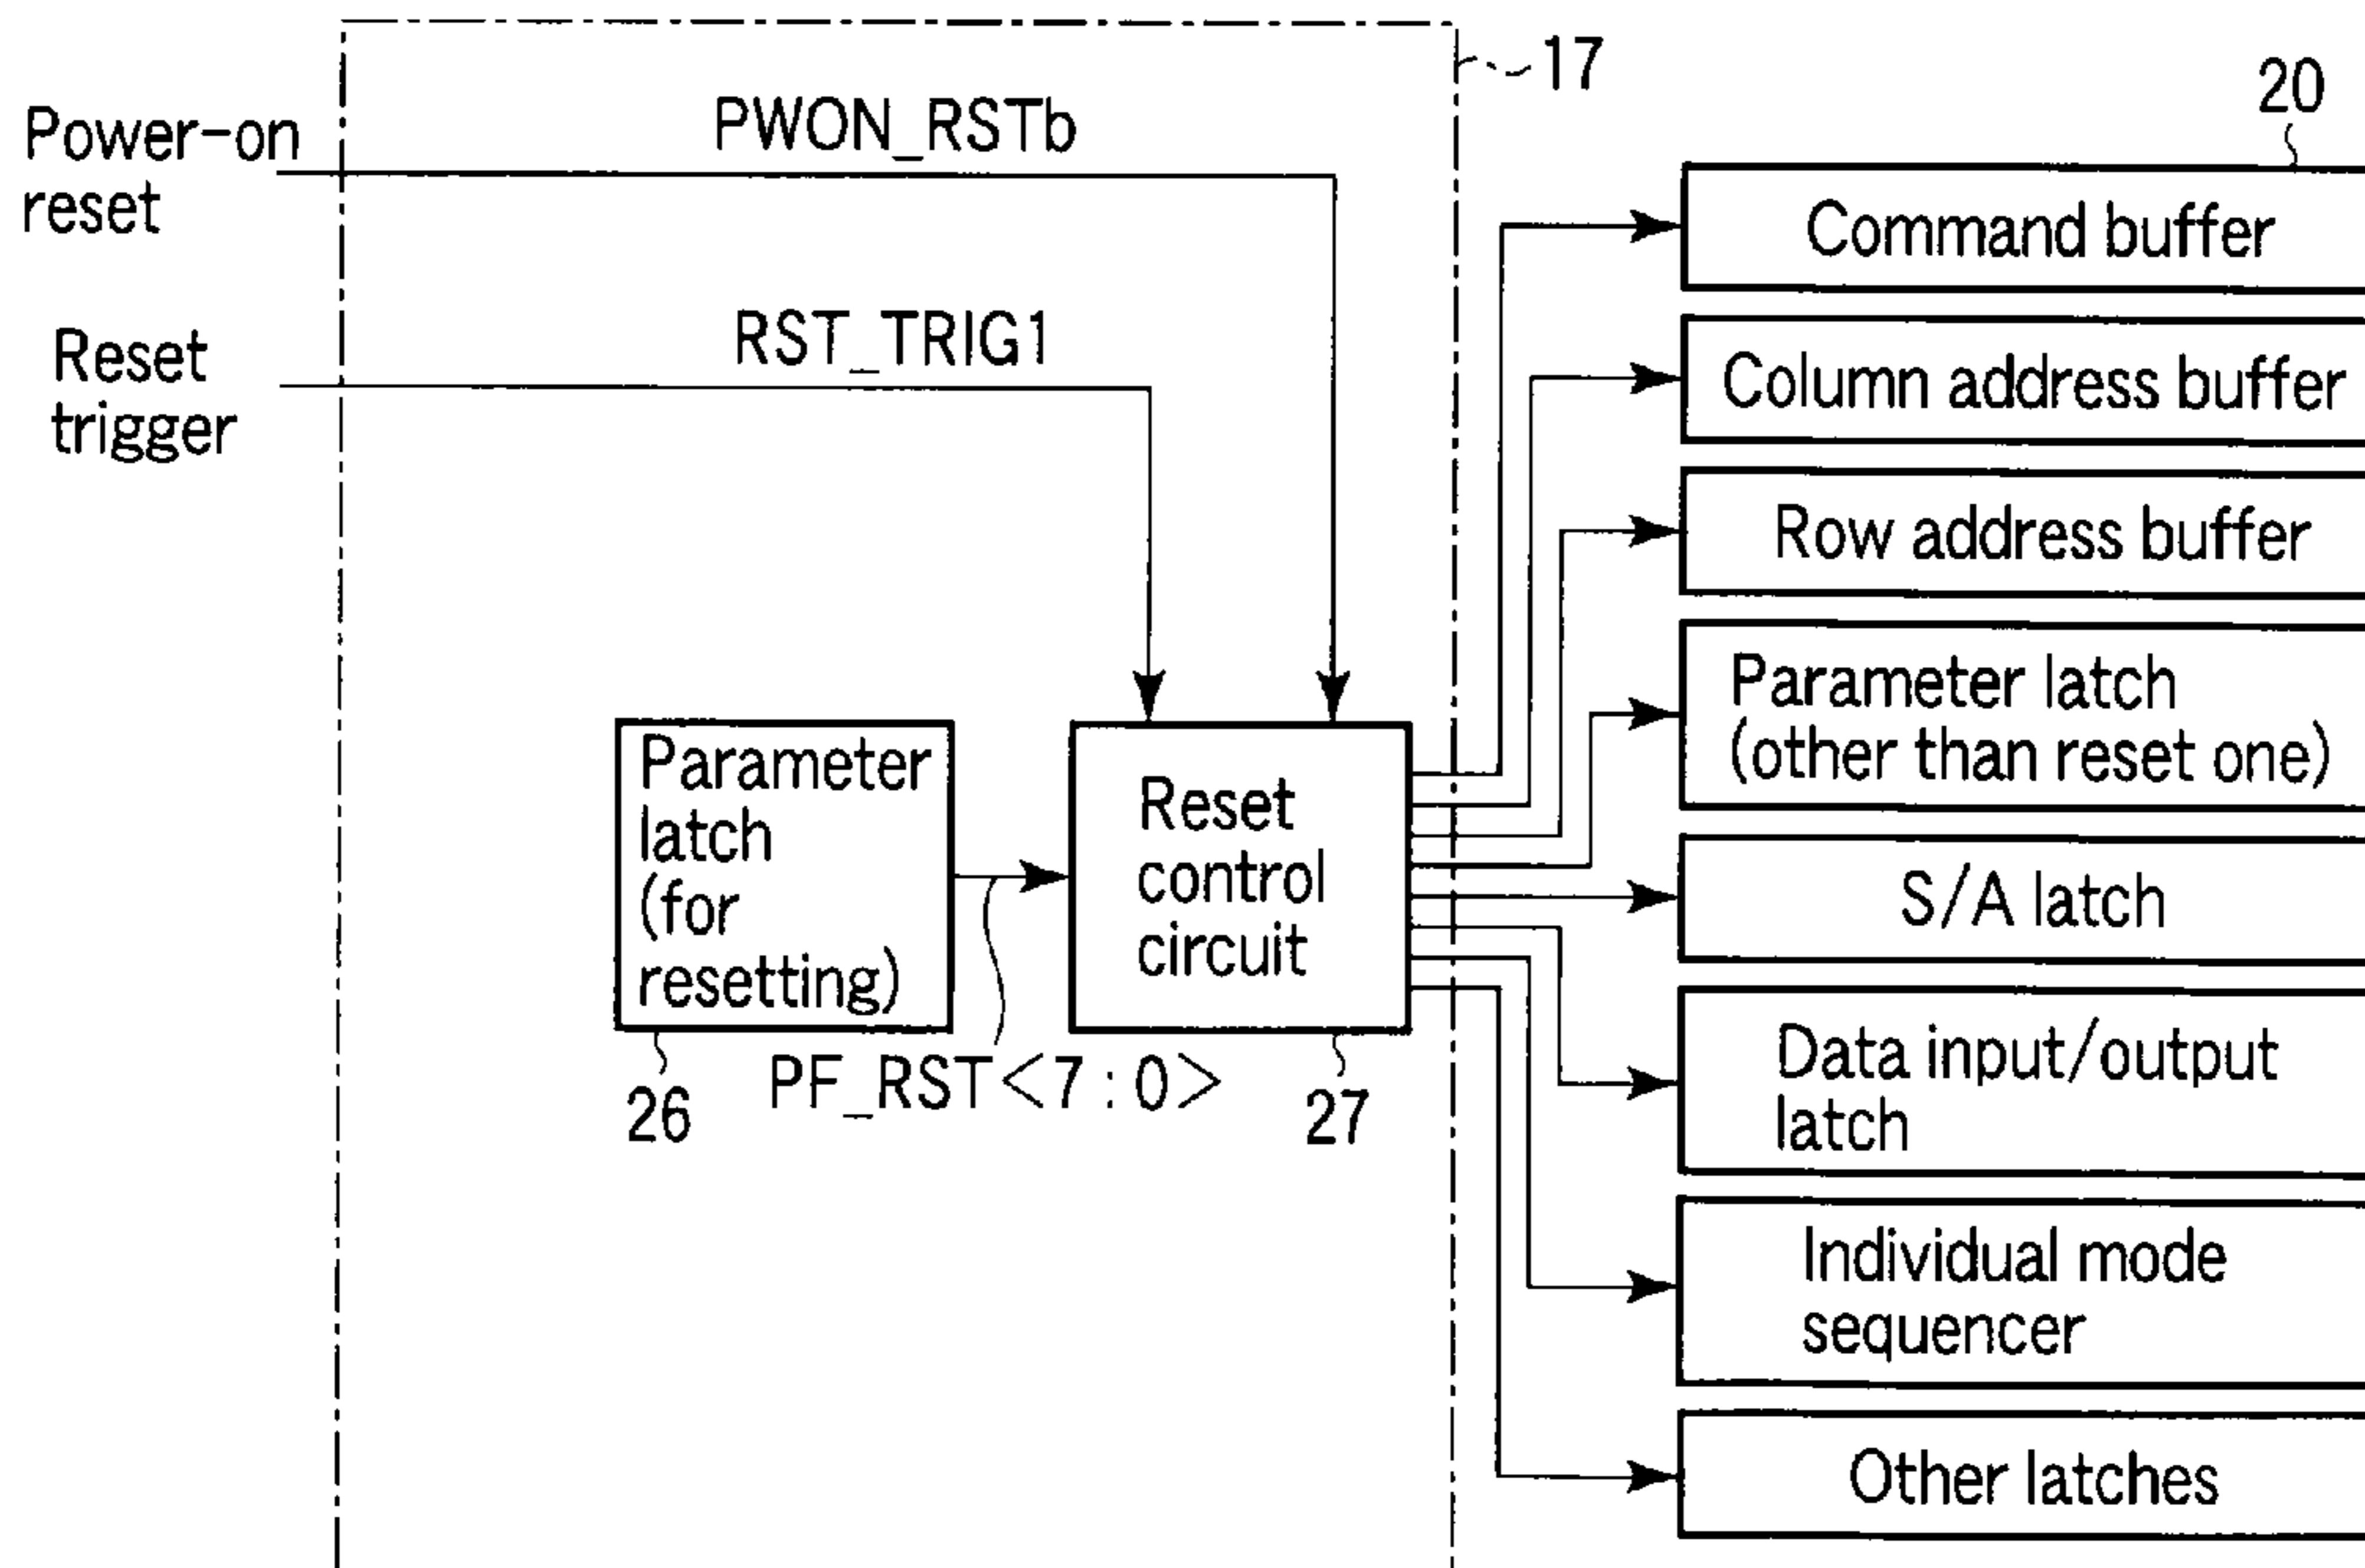 Power-on
reset
PWON_RSTb
17
20
Reset
trigger
RST_TRIG1
Parameter
latch
(for
resetting)
26
PF_RST<7:0>
Reset
control
circuit
27
Command buffer
Column address buffer
Row address buffer
Parameter latch
(other than reset one)
S/A latch
Data input/output
latch
Individual mode
sequencer
Other latches